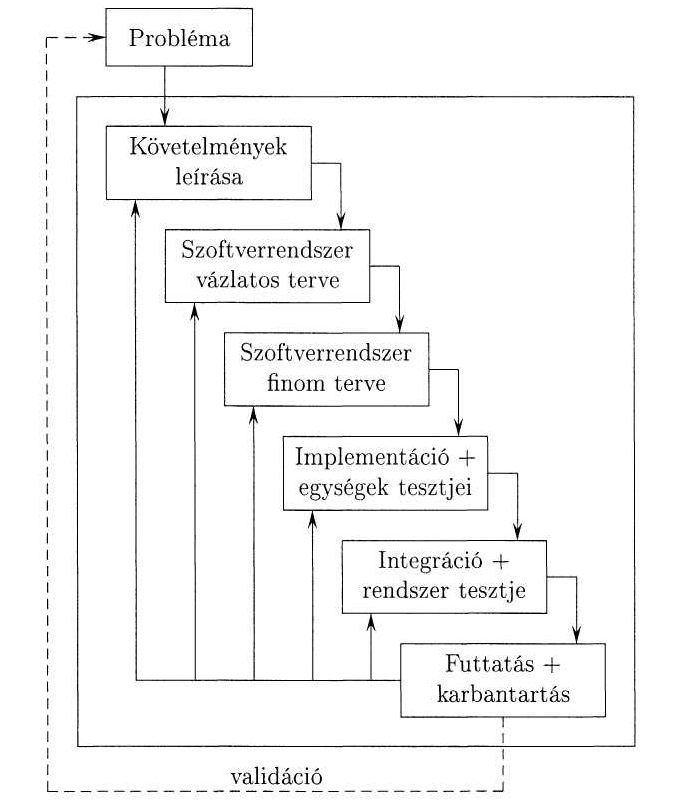 Probléma
Követelmények
leírása
Szoftverrendszer
vázlatos terve
Szoftverrendszer
finom terve
Implementáció +
egységek tesztjei
Integráció +
rendszer tesztje
Futtatás +
karbantartás
validáció